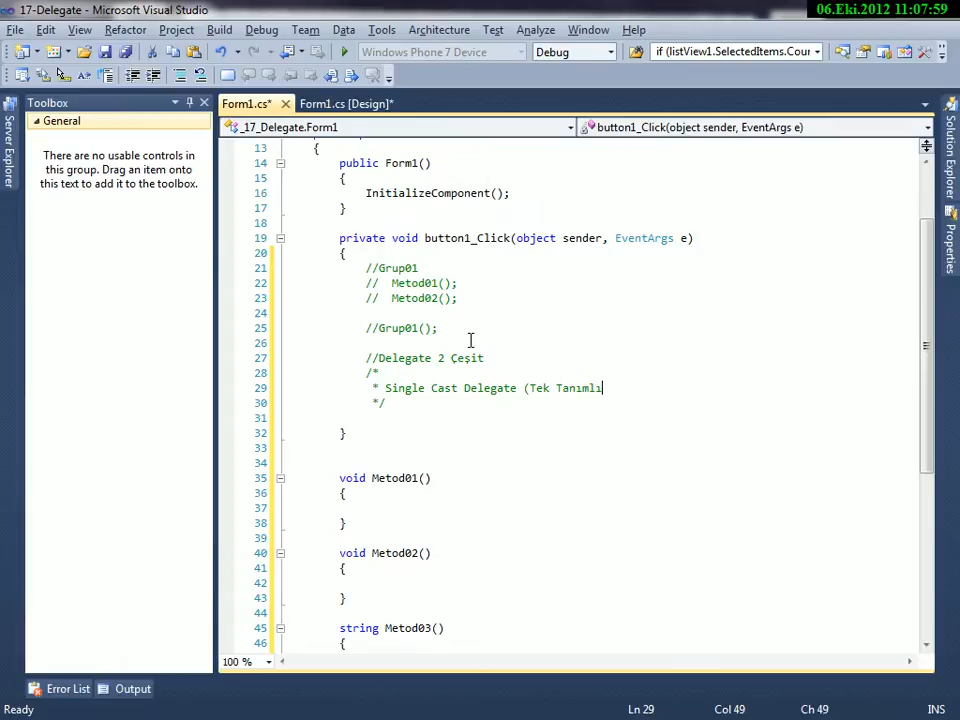 17-Delegate - Microsoft Visual Studio
06.Eki.2012 11:07:59
File Edit View Refactor Project Build Debug Team Data Tools Architecture Test Analyze Window Help
Windows Phone 7 Device Debug if (listView1.SelectedItems.Cour
Toolbox
Form1.cs* Form1.cs [Design]*
General
_17_Delegate.Form1 button1_Click(object sender, EventArgs e)
There are no usable controls in
this group. Drag an item onto
this text to add it to the toolbox.
Server Explorer
Solution Explorer
Properties
13 {
14 public Form1()
15 {
16 InitializeComponent();
17 }
18
19 private void button1_Click(object sender, EventArgs e)
20 {
21 //Grup01
22 // Metod01();
23 // Metod02();
24
25 //Grup01();
26
27 //Delegate 2 Çeşit
28 /*
29 * Single Cast Delegate (Tek Tanımlı
30 */
31
32 }
33
34
35 void Metod01()
36 {
37
38 }
39
40 void Metod02()
41 {
42
43 }
44
45 string Metod03()
46 {
100 %
Error List Output
Ready Ln 29 Col 49 Ch 49 INS